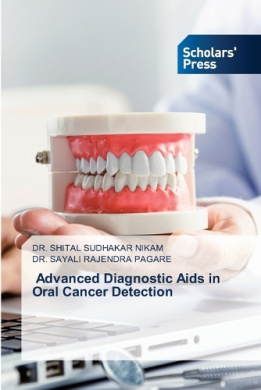 Scholars'
Press
DR. SHITAL SUDHAKAR NIKAM
DR. SAYALI RAJENDRA PAGARE
Advanced Diagnostic Aids in
Oral Cancer Detection